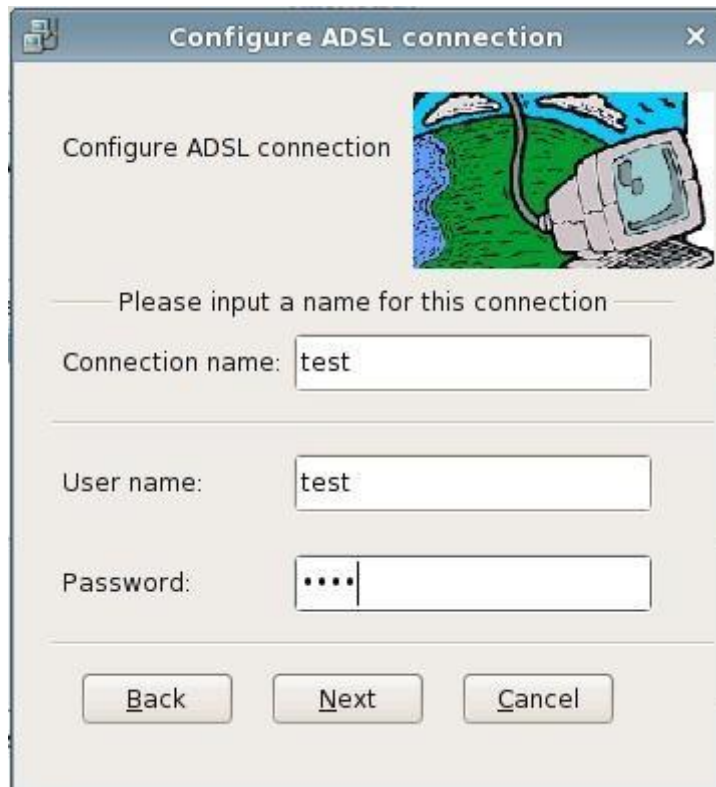 Configure ADSL connection
Configure ADSL connection
Please input a name for this connection
Connection name: test
User name: test
Password: ••••
Back Next Cancel